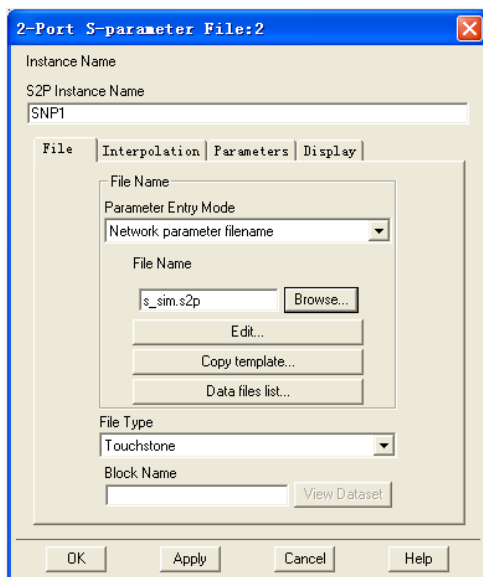 2-Port S-parameter File:2
Instance Name
S2P Instance Name
SNP1
File Interpolation Parameters Display
File Name
Parameter Entry Mode
Network parameter filename
File Name
s_sim.s2p Browse...
Edit...
Copy template...
Data files list...
File Type
Touchstone
Block Name
View Dataset
OK Apply Cancel Help